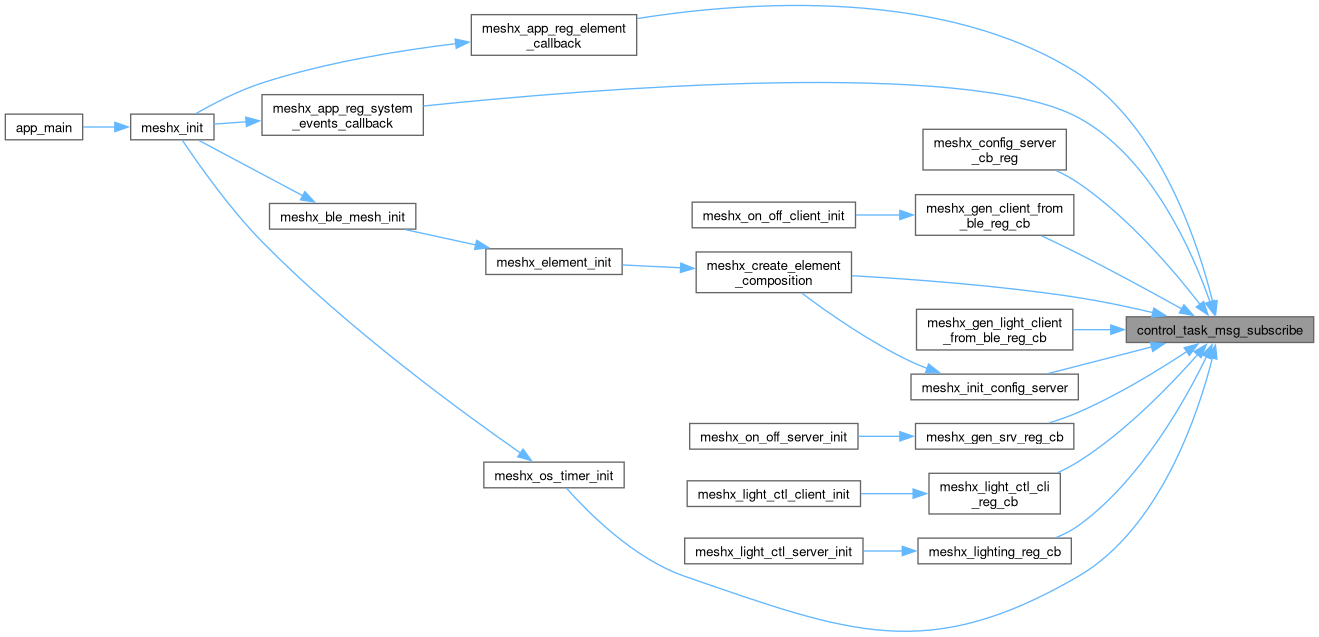 meshx_app_reg_element
_callback
meshx_app_reg_system
_events_callback
app_main
meshx_init
meshx_config_server
_cb_reg
meshx_gen_client_from
_ble_reg_cb
meshx_on_off_client_init
meshx_ble_mesh_init
meshx_element_init
meshx_create_element
_composition
meshx_gen_light_client
_from_ble_reg_cb
control_task_msg_subscribe
meshx_init_config_server
meshx_on_off_server_init
meshx_gen_srv_reg_cb
meshx_os_timer_init
meshx_light_ctl_client_init
meshx_light_ctl_cli
_reg_cb
meshx_light_ctl_server_init
meshx_lighting_reg_cb